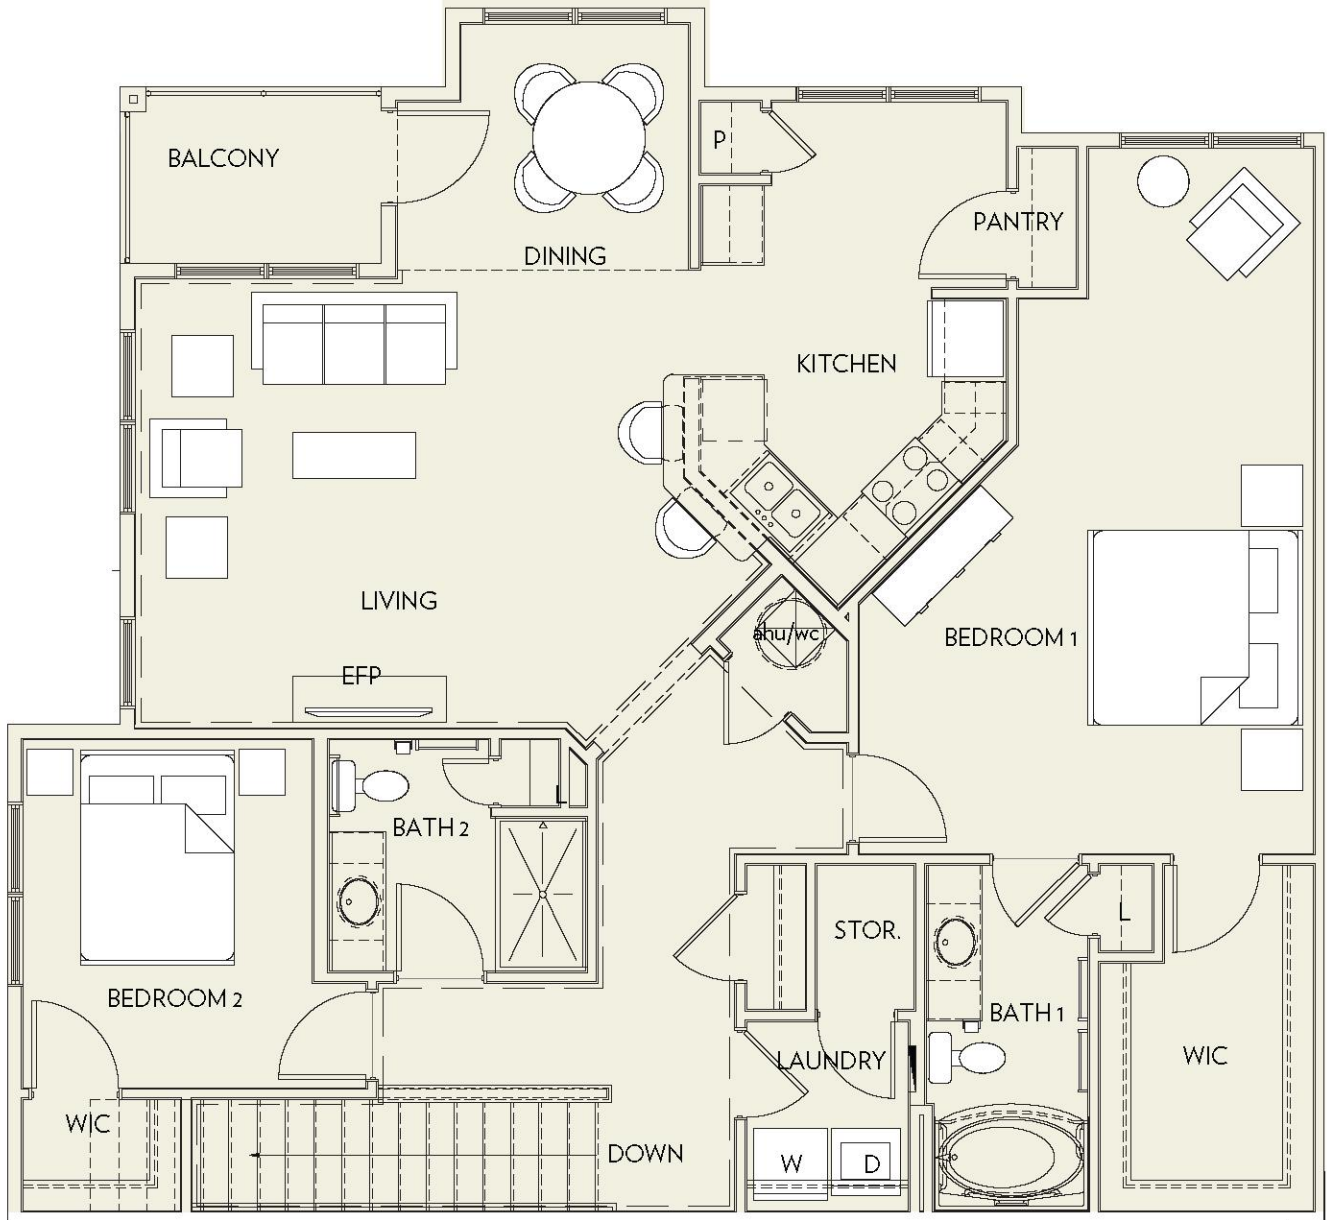 P
BALCONY
PANTRY
DINING
KITCHEN
LIVING
ahu/wc
BEDROOM 1
EFP
L
BATH 2
L
STOR.
BEDROOM 2
BATH 1
LAUNDRY
WIC
WIC
DOWN
W
D